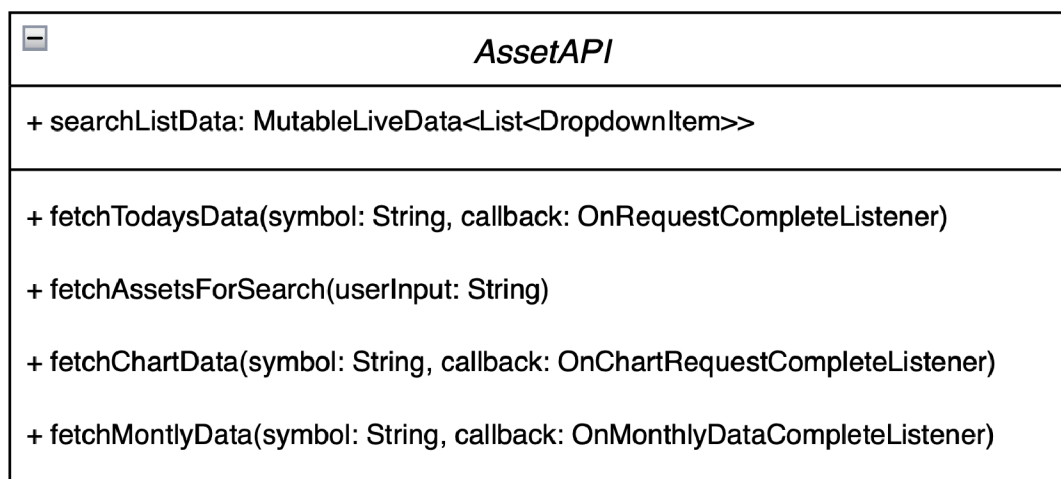 AssetAPI
+ searchListData: MutableLiveData<List<DropdownItem>>
+ fetchTodaysData(symbol: String, callback: OnRequestCompleteListener)
+ fetchAssetsForSearch(userInput: String)
+ fetchChartData(symbol: String, callback: OnChartRequestCompleteListener)
+ fetchMontlyData(symbol: String, callback: OnMonthlyDataCompleteListener)